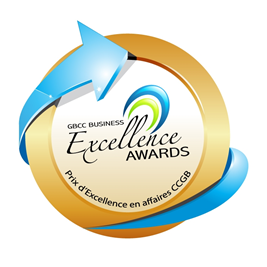 GBCC BUSINESS
Excellence
AWARDS
Prix d'Excellence en affaires CCGB